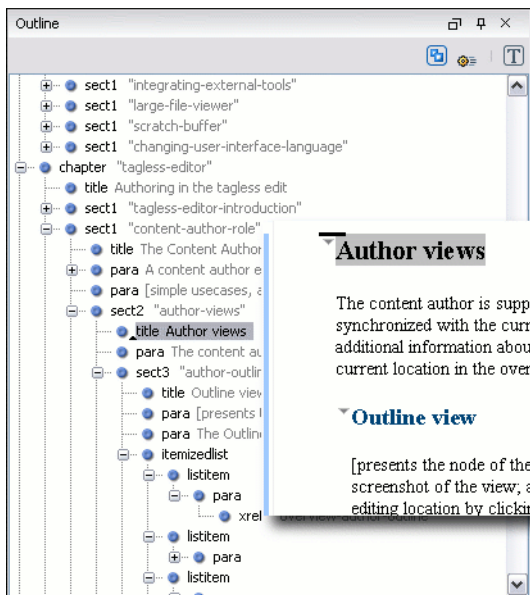 Outline
T
sect1 "integrating-external-tools"
sect1 "large-file-viewer"
sect1 "scratch-buffer"
sect1 "changing-user-interface-language"
chapter "tagless-editor"
title Authoring in the tagless edit
sect1 "tagless-editor-introduction"
sect1 "content-author-role"
title The Content Author
para A content author e
para [simple usecases, a
sect2 "author-views"
title Author views
para The content au
sect3 "author-outlin
title Outline view
para [presents
para The Outlin
itemizedlist
listitem
para
xref
listitem
para
listitem
Author views
The content author is supp
synchronized with the curr
additional information abou
current location in the over
Outline view
[presents the node of the
screenshot of the view; a
editing location by clickin